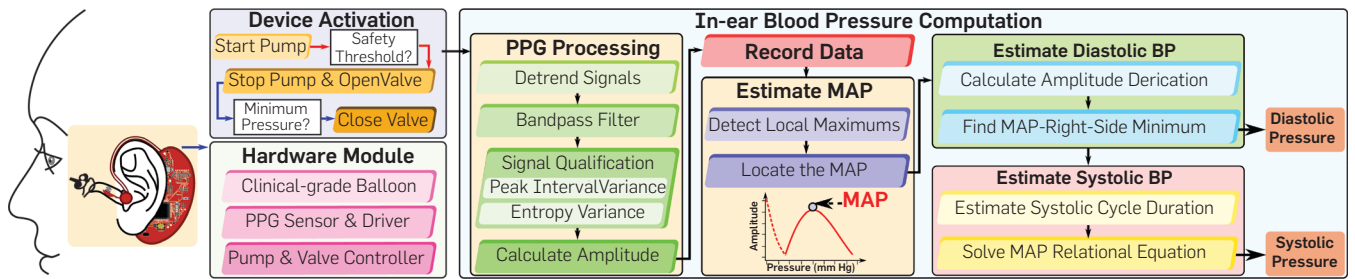 Device Activation
Start Pump
Safety
Threshold?
Stop Pump & OpenValve
Minimum
Pressure?
Close Valve
Hardware Module
Clinical-grade Balloon
PPG Sensor & Driver
Pump & Valve Controller
In-ear Blood Pressure Computation
PPG Processing
Detrend Signals
Bandpass Filter
Signal Qualification
Peak IntervalVariance
Entropy Variance
Calculate Amplitude
Record Data
Estimate MAP
Detect Local Maximums
Locate the MAP
MAP
Amplitude
Pressure (mm Hg)
Estimate Diastolic BP
Calculate Amplitude Derication
Find MAP-Right-Side Minimum
Diastolic
Pressure
Estimate Systolic BP
Estimate Systolic Cycle Duration
Solve MAP Relational Equation
Systolic
Pressure